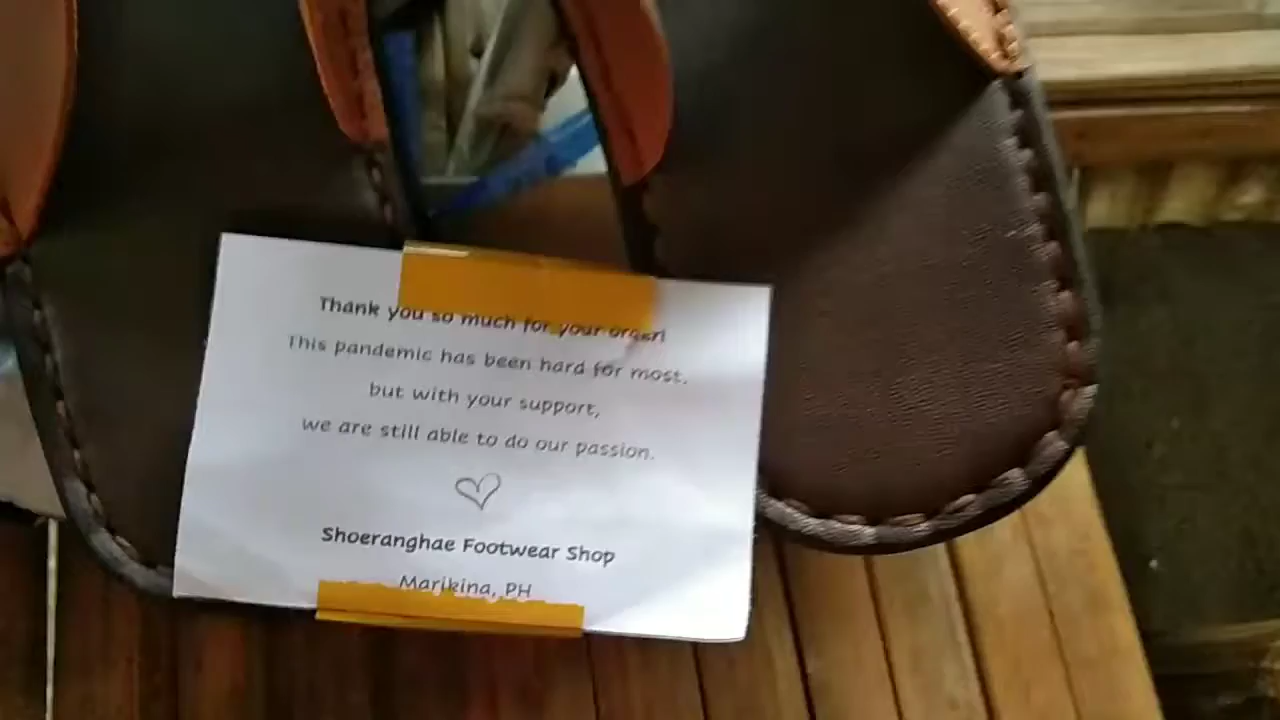 Thank you so much for your order!
This pandemic has been hard for most,
but with your support,
we are still able to do our passion.
Shoeranghae Footwear Shop
Marikina, PH